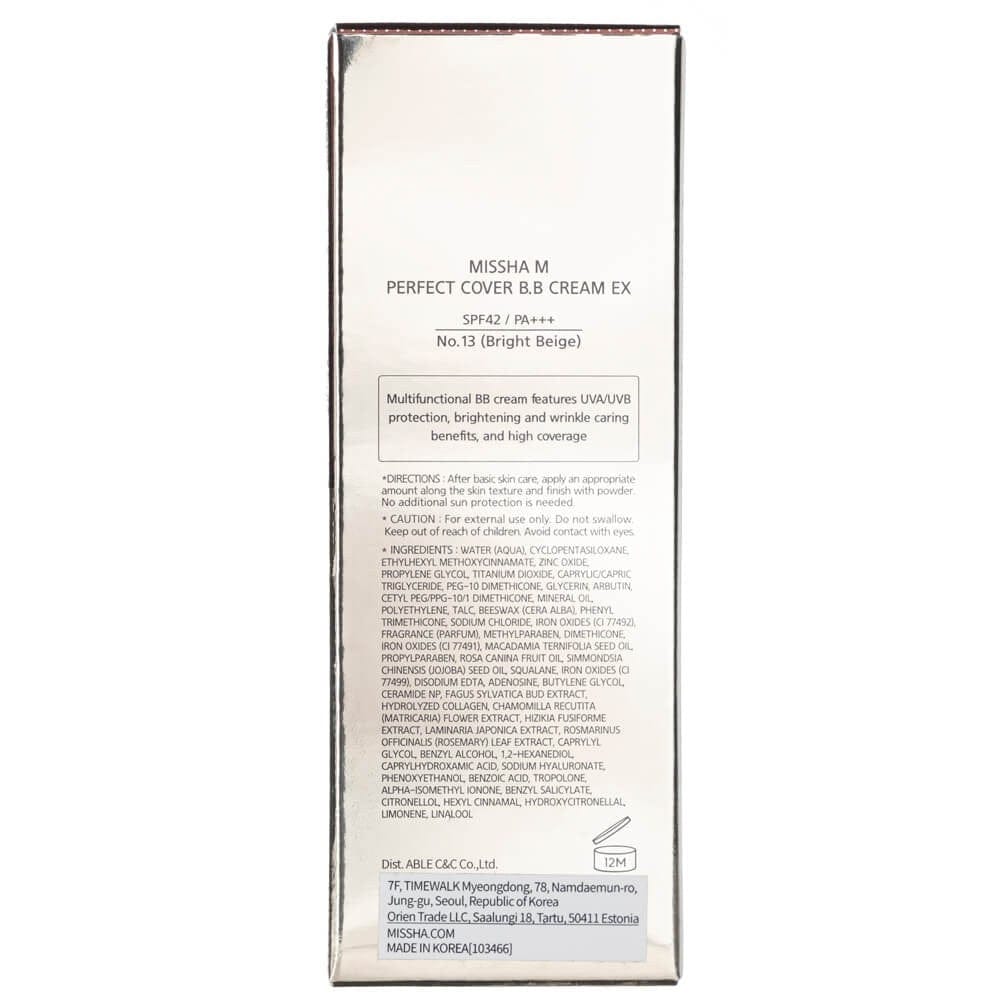 MISSHA M
PERFECT COVER B.B CREAM EX
SPF42 / PA+++
No.13 (Bright Beige)
Multifunctional BB cream features UVA/UVB
protection, brightening and wrinkle caring
benefits, and high coverage
*DIRECTIONS : After basic skin care, apply an appropriate
amount along the skin texture and finish with powder.
No additional sun protection is needed.
* CAUTION : For external use only. Do not swallow.
Keep out of reach of children. Avoid contact with eyes.
* INGREDIENTS : WATER (AQUA), CYCLOPENTASILOXANE,
ETHYLHEXYL METHOXYCINNAMATE, ZINC OXIDE,
PROPYLENE GLYCOL, TITANIUM DIOXIDE, CAPRYLIC/CAPRIC
TRIGLYCERIDE, PEG-10 DIMETHICONE, GLYCERIN, ARBUTIN,
CETYL PEG/PPG-10/1 DIMETHICONE, MINERAL OIL,
POLYETHYLENE, TALC, BEESWAX (CERA ALBA), PHENYL
TRIMETHICONE, SODIUM CHLORIDE, IRON OXIDES (CI 77492),
FRAGRANCE (PARFUM), METHYLPARABEN, DIMETHICONE,
IRON OXIDES (CI 77491), MACADAMIA TERNIFOLIA SEED OIL,
PROPYLPARABEN, ROSA CANINA FRUIT OIL, SIMMONDSIA
CHINENSIS (JOJOBA) SEED OIL, SQUALANE, IRON OXIDES (CI
77499), DISODIUM EDTA, ADENOSINE, BUTYLENE GLYCOL,
CERAMIDE NP, FAGUS SYLVATICA BUD EXTRACT,
HYDROLYZED COLLAGEN, CHAMOMILLA RECUTITA
(MATRICARIA) FLOWER EXTRACT, HIZIKIA FUSIFORME
EXTRACT, LAMINARIA JAPONICA EXTRACT, ROSMARINUS
OFFICINALIS (ROSEMARY) LEAF EXTRACT, CAPRYLYL
GLYCOL, BENZYL ALCOHOL, 1,2-HEXANEDIOL,
CAPRYLHYDROXAMIC ACID, SODIUM HYALURONATE,
PHENOXYETHANOL, BENZOIC ACID, TROPOLONE,
ALPHA-ISOMETHYL IONONE, BENZYL SALICYLATE,
CITRONELLOL, HEXYL CINNAMAL, HYDROXYCITRONELLAL,
LIMONENE, LINALOOL
12M
Dist. ABLE C&C Co.,Ltd.
7F, TIMEWALK Myeongdong, 78, Namdaemun-ro,
Jung-gu, Seoul, Republic of Korea
Orien Trade LLC, Saalungi 18, Tartu, 50411 Estonia
MISSHA.COM
MADE IN KOREA[103466]